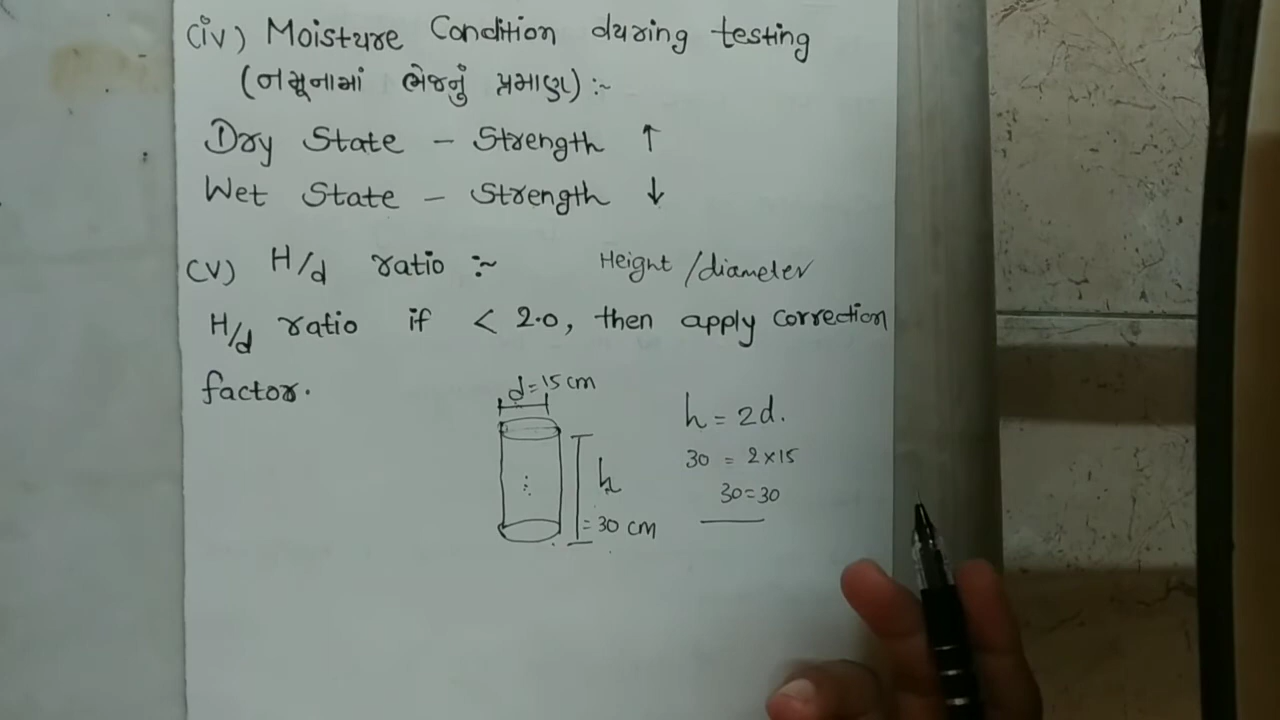 (iv) Moisture Condition during testing
(નમૂનામાં ભેજનું પ્રમાણ) :-
Dry State - Strength ↑
Wet State - Strength ↓
(v) H/d ratio :- Height/diameter
H/d ratio if < 2.0, then apply correction
factor.
d=15 cm
h = 2d.
30 = 2×15
h
30=30
= 30 cm